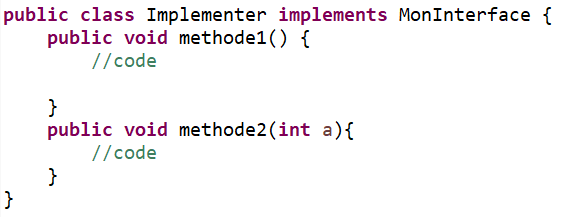 public class Implementer implements MonInterface {
    public void methode1() {
        //code

    }
    public void methode2(int a){
        //code
    }
}